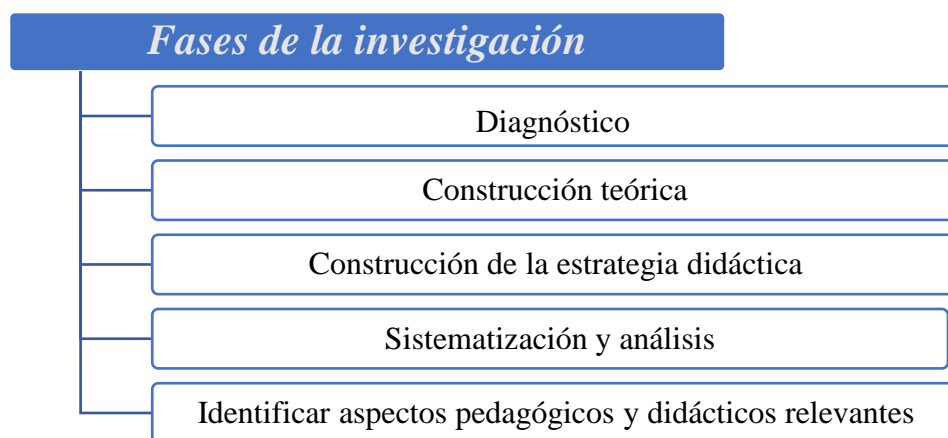 Fases de la investigación
Diagnóstico
Construcción teórica
Construcción de la estrategia didáctica
Sistematización y análisis
Identificar aspectos pedagógicos y didácticos relevantes